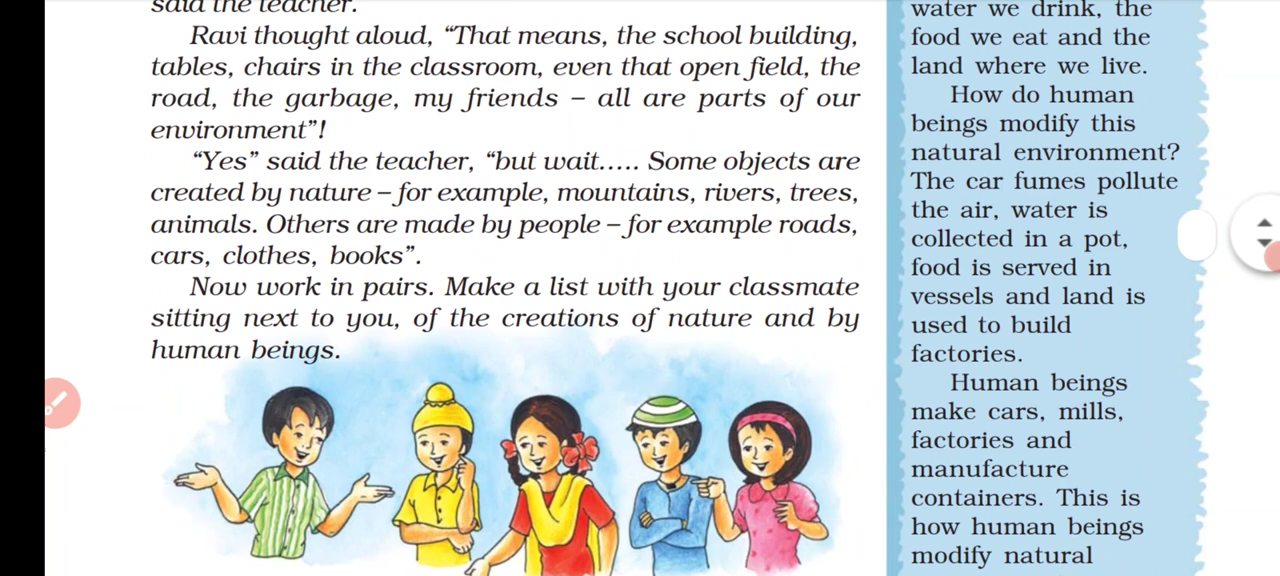 said the teacher.
Ravi thought aloud, “That means, the school building,
tables, chairs in the classroom, even that open field, the
road, the garbage, my friends – all are parts of our
environment”!
“Yes” said the teacher, “but wait..... Some objects are
created by nature – for example, mountains, rivers, trees,
animals. Others are made by people – for example roads,
cars, clothes, books”.
Now work in pairs. Make a list with your classmate
sitting next to you, of the creations of nature and by
human beings.
water we drink, the
food we eat and the
land where we live.
How do human
beings modify this
natural environment?
The car fumes pollute
the air, water is
collected in a pot,
food is served in
vessels and land is
used to build
factories.
Human beings
make cars, mills,
factories and
manufacture
containers. This is
how human beings
modify natural